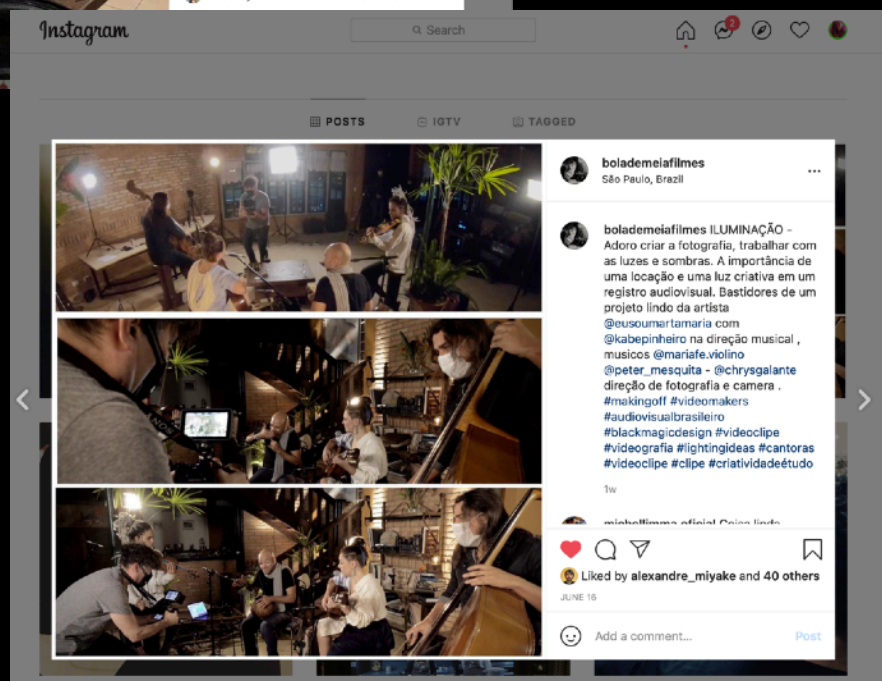 Instagram
Search
2
POSTS
IGTV
TAGGED
bolademeiafilmes
São Paulo, Brazil
bolademeiafilmes ILUMINAÇÃO -
Adoro criar a fotografia, trabalhar com
as luzes e sombras. A importância de
uma locação e uma luz criativa em um
registro audiovisual. Bastidores de um
projeto lindo da artista
@eusoumartamaria com
@kabepinheiro na direção musical ,
musicos @mariafe.violino
@peter_mesquita - @chrysgalante
direção de fotografia e camera .
#makingoff #videomakers
#audiovisualbrasileiro
#blackmagicdesign #videoclipe
#videografia #lightingideas #cantoras
#videoclipe #clipe #criatividadeétudo
1w
Liked by alexandre_miyake and 40 others
JUNE 16
Add a comment...
Post